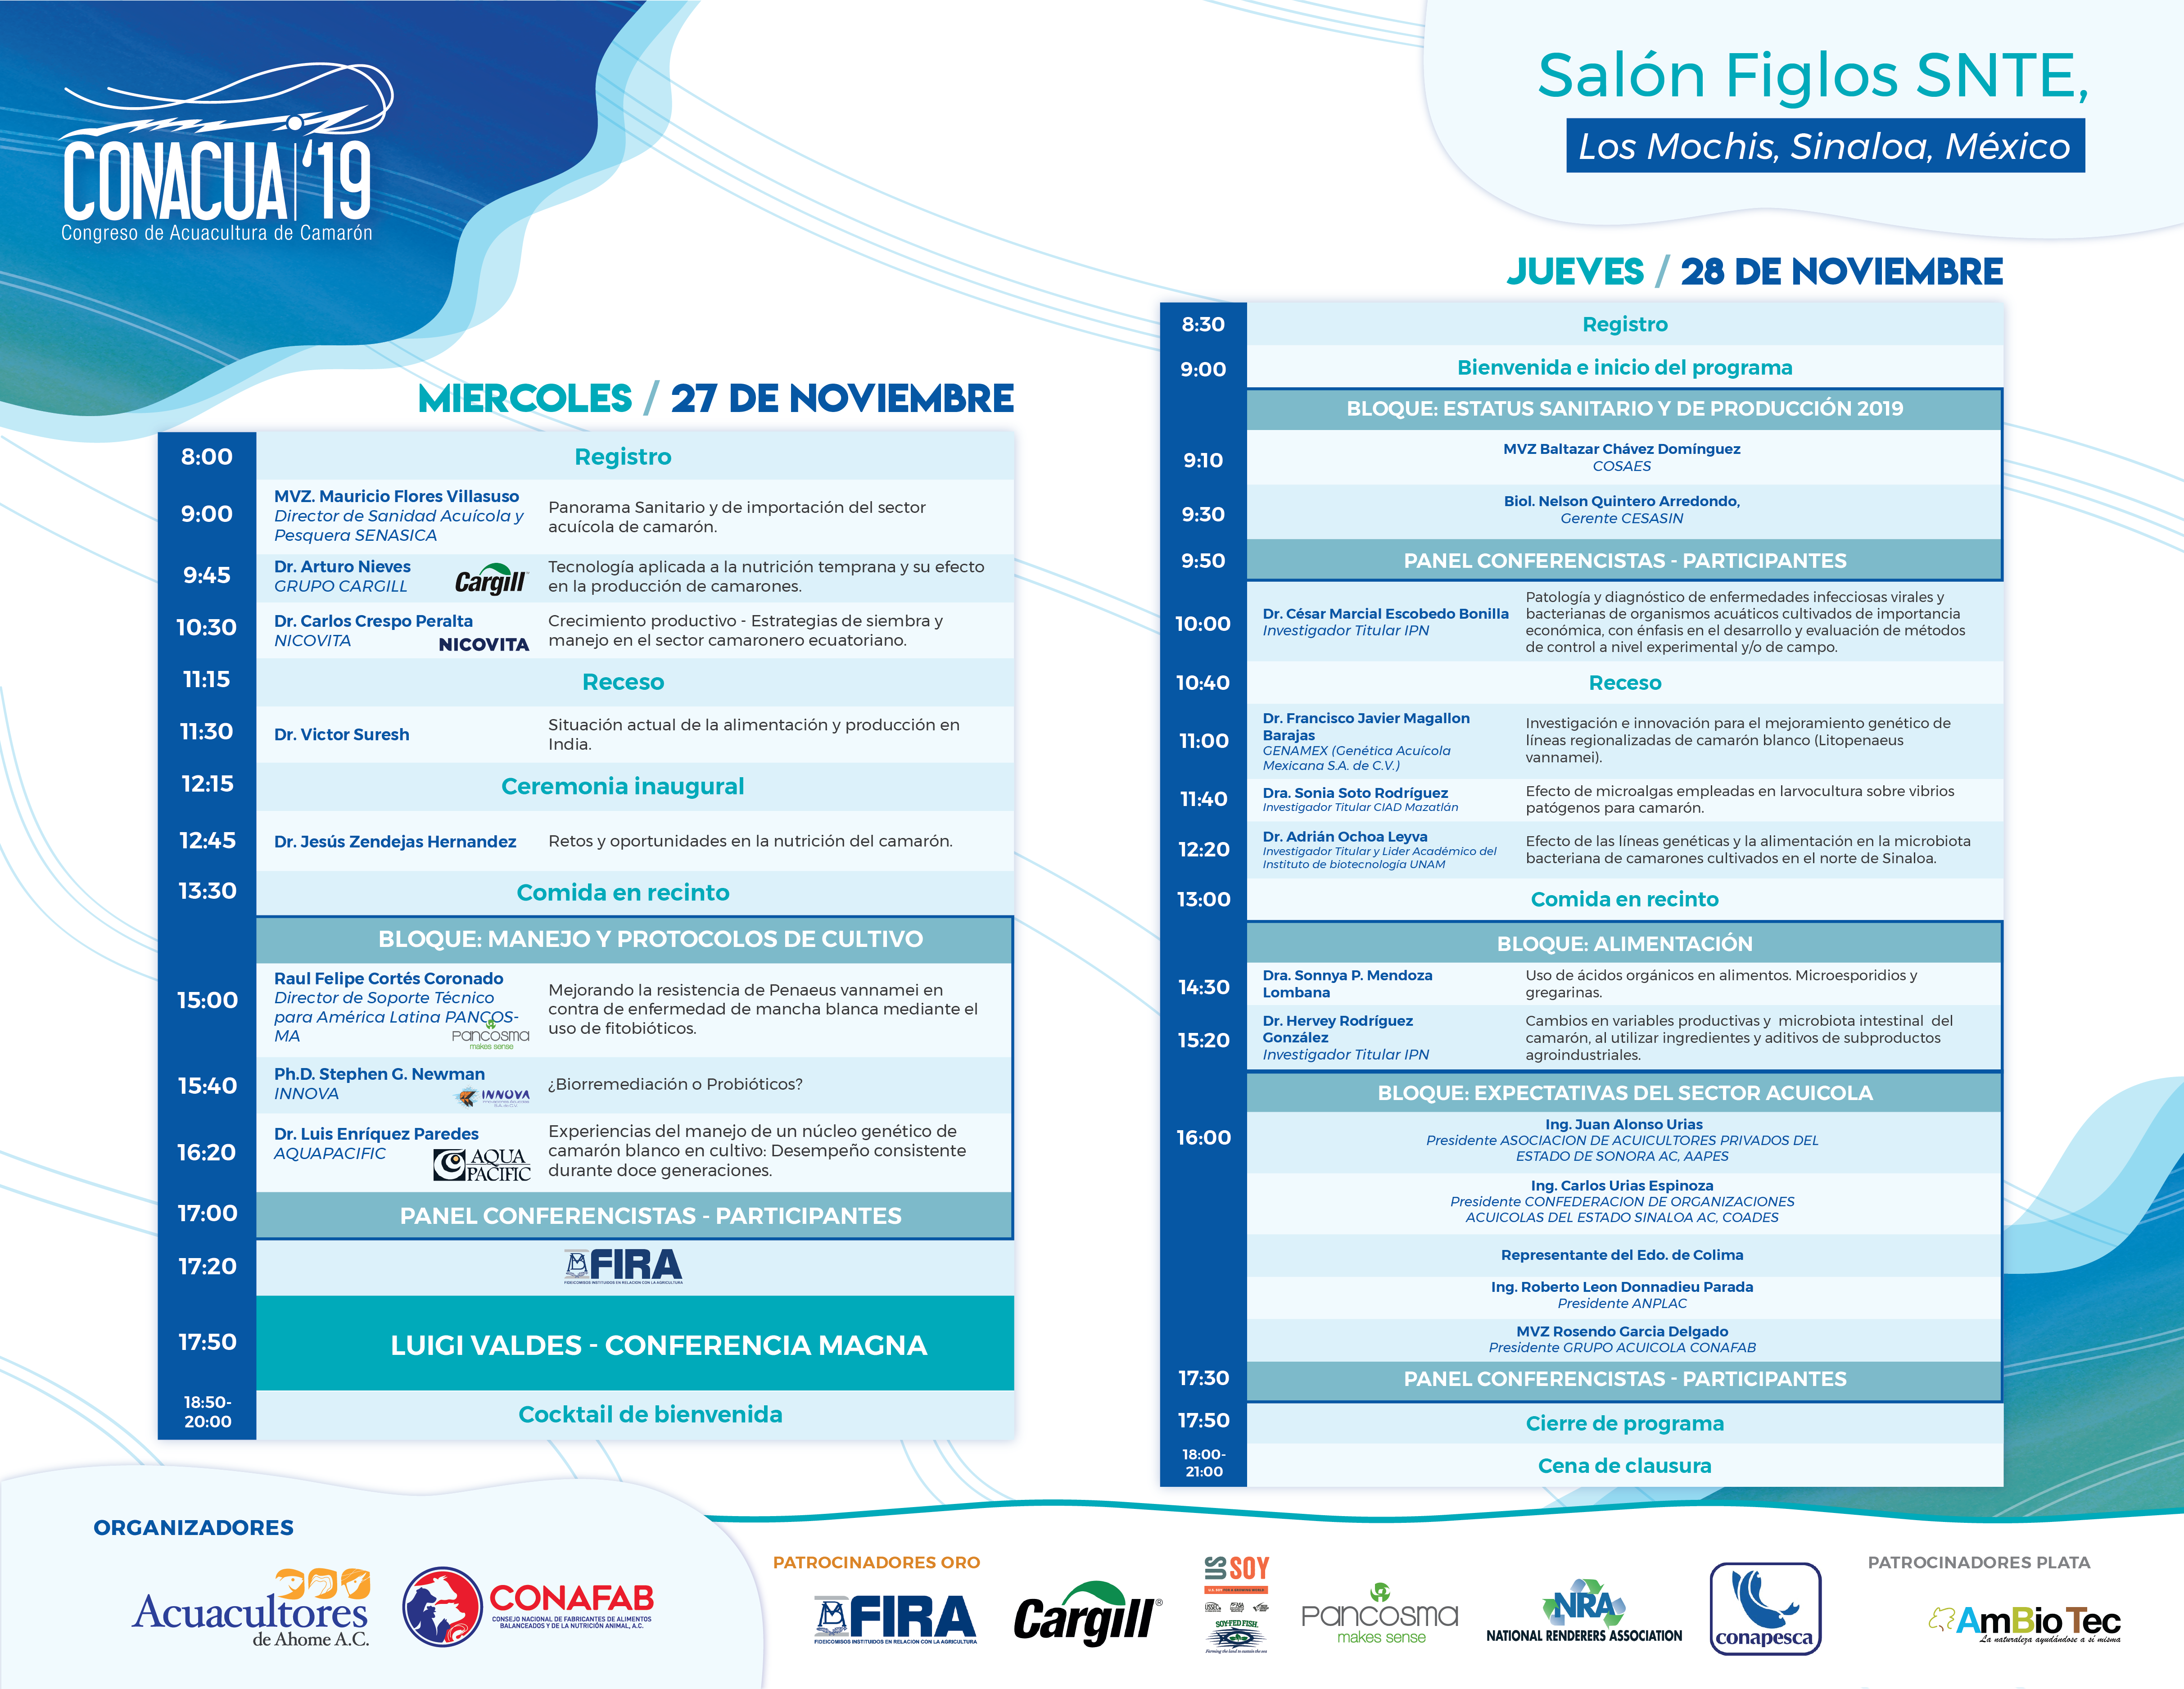 CONACUA '19
Congreso de Acuacultura de Camarón
Salón Figlos SNTE,
Los Mochis, Sinaloa, México
MIERCOLES / 27 DE NOVIEMBRE
8:00
Registro
9:00
MVZ. Mauricio Flores Villasuso
Director de Sanidad Acuícola y
Pesquera SENASICA
Panorama Sanitario y de importación del sector
acuícola de camarón.
9:45
Dr. Arturo Nieves
GRUPO CARGILL
Cargill
Tecnología aplicada a la nutrición temprana y su efecto
en la producción de camarones.
10:30
Dr. Carlos Crespo Peralta
NICOVITA
NICOVITA
Crecimiento productivo - Estrategias de siembra y
manejo en el sector camaronero ecuatoriano.
11:15
Receso
11:30
Dr. Victor Suresh
Situación actual de la alimentación y producción en
India.
12:15
Ceremonia inaugural
12:45
Dr. Jesús Zendejas Hernandez
Retos y oportunidades en la nutrición del camarón.
13:30
Comida en recinto
BLOQUE: MANEJO Y PROTOCOLOS DE CULTIVO
15:00
Raul Felipe Cortés Coronado
Director de Soporte Técnico
para América Latina PANCOS-
MA
pancosma
makes sense
Mejorando la resistencia de Penaeus vannamei en
contra de enfermedad de mancha blanca mediante el
uso de fitobióticos.
15:40
Ph.D. Stephen G. Newman
INNOVA
INNOVA
¿Biorremediación o Probióticos?
16:20
Dr. Luis Enríquez Paredes
AQUAPACIFIC
AQUA
PACIFIC
Experiencias del manejo de un núcleo genético de
camarón blanco en cultivo: Desempeño consistente
durante doce generaciones.
17:00
PANEL CONFERENCISTAS - PARTICIPANTES
17:20
FIRA
FIDEICOMISOS INSTITUIDOS EN RELACION CON LA AGRICULTURA
17:50
LUIGI VALDES - CONFERENCIA MAGNA
18:50-
20:00
Cocktail de bienvenida
JUEVES / 28 DE NOVIEMBRE
8:30
Registro
9:00
Bienvenida e inicio del programa
BLOQUE: ESTATUS SANITARIO Y DE PRODUCCIÓN 2019
9:10
MVZ Baltazar Chávez Domínguez
COSAES
9:30
Biol. Nelson Quintero Arredondo,
Gerente CESASIN
9:50
PANEL CONFERENCISTAS - PARTICIPANTES
10:00
Dr. César Marcial Escobedo Bonilla
Investigador Titular IPN
Patología y diagnóstico de enfermedades infecciosas virales y
bacterianas de organismos acuáticos cultivados de importancia
económica, con énfasis en el desarrollo y evaluación de métodos
de control a nivel experimental y/o de campo.
10:40
Receso
11:00
Dr. Francisco Javier Magallon
Barajas
GENAMEX (Genética Acuícola
Mexicana S.A. de C.V.)
Investigación e innovación para el mejoramiento genético de
líneas regionalizadas de camarón blanco (Litopenaeus
vannamei).
11:40
Dra. Sonia Soto Rodríguez
Investigador Titular CIAD Mazatlán
Efecto de microalgas empleadas en larvocultura sobre vibrios
patógenos para camarón.
12:20
Dr. Adrián Ochoa Leyva
Investigador Titular y Lider Académico del
Instituto de biotecnología UNAM
Efecto de las líneas genéticas y la alimentación en la microbiota
bacteriana de camarones cultivados en el norte de Sinaloa.
13:00
Comida en recinto
BLOQUE: ALIMENTACIÓN
14:30
Dra. Sonnya P. Mendoza
Lombana
Uso de ácidos orgánicos en alimentos. Microesporidios y
gregarinas.
15:20
Dr. Hervey Rodríguez
González
Investigador Titular IPN
Cambios en variables productivas y microbiota intestinal del
camarón, al utilizar ingredientes y aditivos de subproductos
agroindustriales.
BLOQUE: EXPECTATIVAS DEL SECTOR ACUICOLA
16:00
Ing. Juan Alonso Urias
Presidente ASOCIACION DE ACUICULTORES PRIVADOS DEL
ESTADO DE SONORA AC, AAPES
Ing. Carlos Urias Espinoza
Presidente CONFEDERACION DE ORGANIZACIONES
ACUICOLAS DEL ESTADO SINALOA AC, COADES
Representante del Edo. de Colima
Ing. Roberto Leon Donnadieu Parada
Presidente ANPLAC
MVZ Rosendo Garcia Delgado
Presidente GRUPO ACUICOLA CONAFAB
17:30
PANEL CONFERENCISTAS - PARTICIPANTES
17:50
Cierre de programa
18:00-
21:00
Cena de clausura
ORGANIZADORES
Acuacultores
de Ahome A.C.
CONAFAB
CONSEJO NACIONAL DE FABRICANTES DE ALIMENTOS
BALANCEADOS Y DE LA NUTRICIÓN ANIMAL, A.C.
PATROCINADORES ORO
FIRA
FIDEICOMISOS INSTITUIDOS EN RELACION CON LA AGRICULTURA
Cargill®
US SOY
SOY-FED FISH
Farming the land to sustain the sea
pancosma
makes sense
NRA
NATIONAL RENDERERS ASSOCIATION
conapesca
PATROCINADORES PLATA
AmBio Tec
La naturaleza ayudándose a sí misma